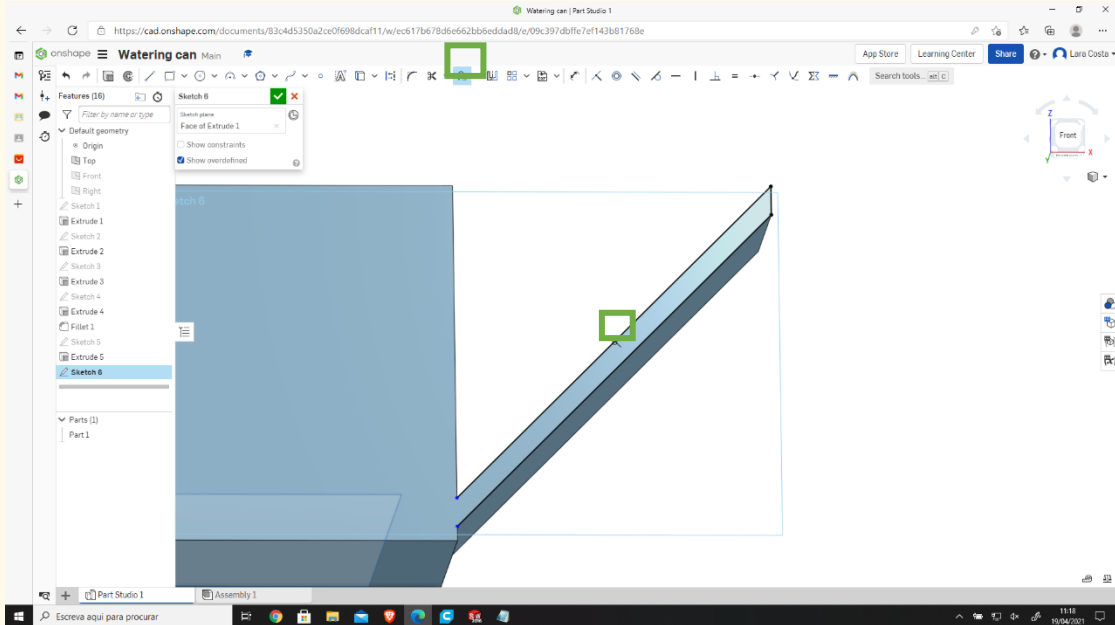 Watering can | Part Studio 1
https://cad.onshape.com/documents/83c4d5350a2ce0f698dcaf11/w/ec617b678d6e662bb6eddad8/e/09c397dbffe7ef143b81768e
onshape Watering can Main
App Store Learning Center Share Lara Costa
Search tools... alt C
Features (16)
Filter by name or type
Default geometry
Origin
Top
Front
Right
Sketch 1
Extrude 1
Sketch 2
Extrude 2
Sketch 3
Extrude 3
Sketch 4
Extrude 4
Fillet 1
Sketch 5
Extrude 5
Sketch 6
Parts (1)
Part 1
Sketch 6
Sketch plane
Face of Extrude 1
Show constraints
Show overdefined
etch 6
Z
Front
X
Y
Part Studio 1 Assembly 1
Escreva aqui para procurar
11:18
19/04/2021